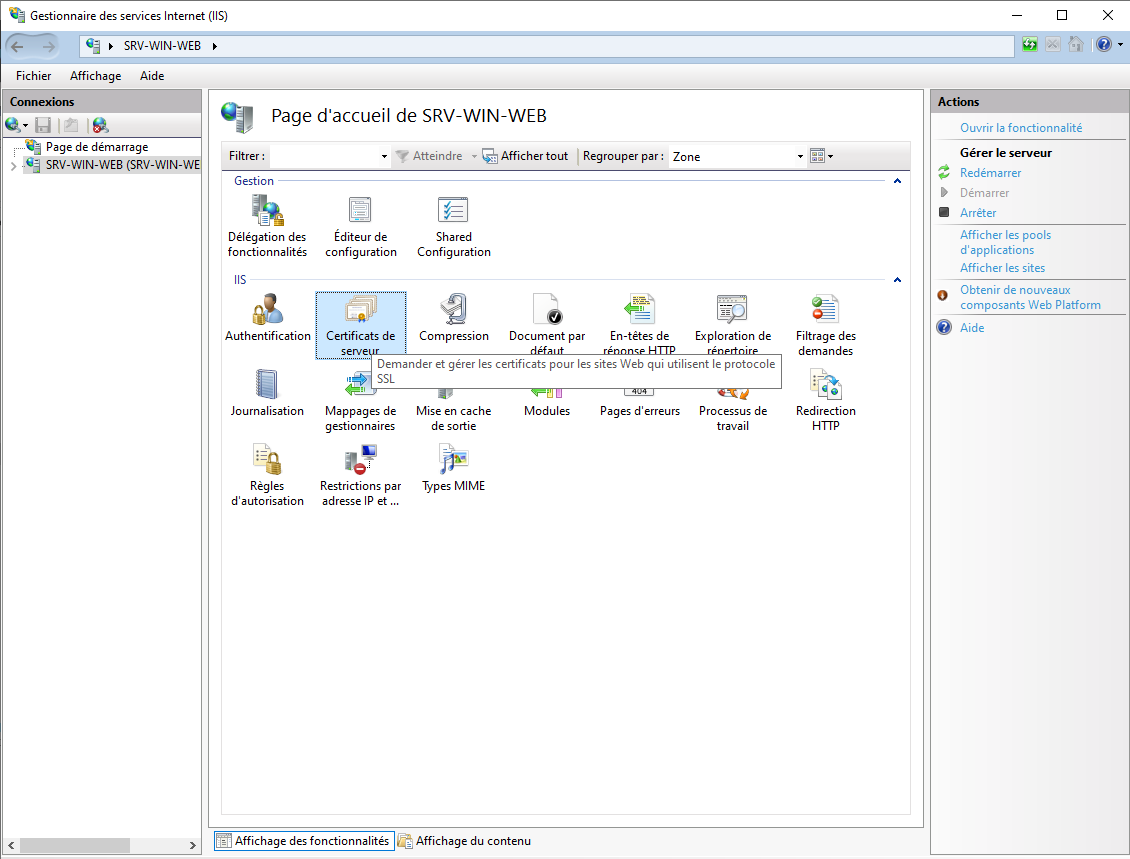 Gestionnaire des services Internet (IIS)
SRV-WIN-WEB
Fichier Affichage Aide
Connexions
Page de démarrage
SRV-WIN-WEB (SRV-WIN-WE
Page d'accueil de SRV-WIN-WEB
Filtrer : Atteindre Afficher tout Regrouper par : Zone
Gestion
Délégation des fonctionnalités
Éditeur de configuration
Shared Configuration
IIS
Authentification
Certificats de serveur
Compression
Document par défaut
En-têtes de réponse HTTP
Exploration de répertoire
Filtrage des demandes
Demander et gérer les certificats pour les sites Web qui utilisent le protocole
SSL
Journalisation
Mappages de gestionnaires
Mise en cache de sortie
Modules
404
Pages d'erreurs
Processus de travail
Redirection HTTP
Règles d'autorisation
Restrictions par adresse IP et ...
Types MIME
Affichage des fonctionnalités
Affichage du contenu
Actions
Ouvrir la fonctionnalité
Gérer le serveur
Redémarrer
Démarrer
Arrêter
Afficher les pools
d'applications
Afficher les sites
Obtenir de nouveaux
composants Web Platform
Aide